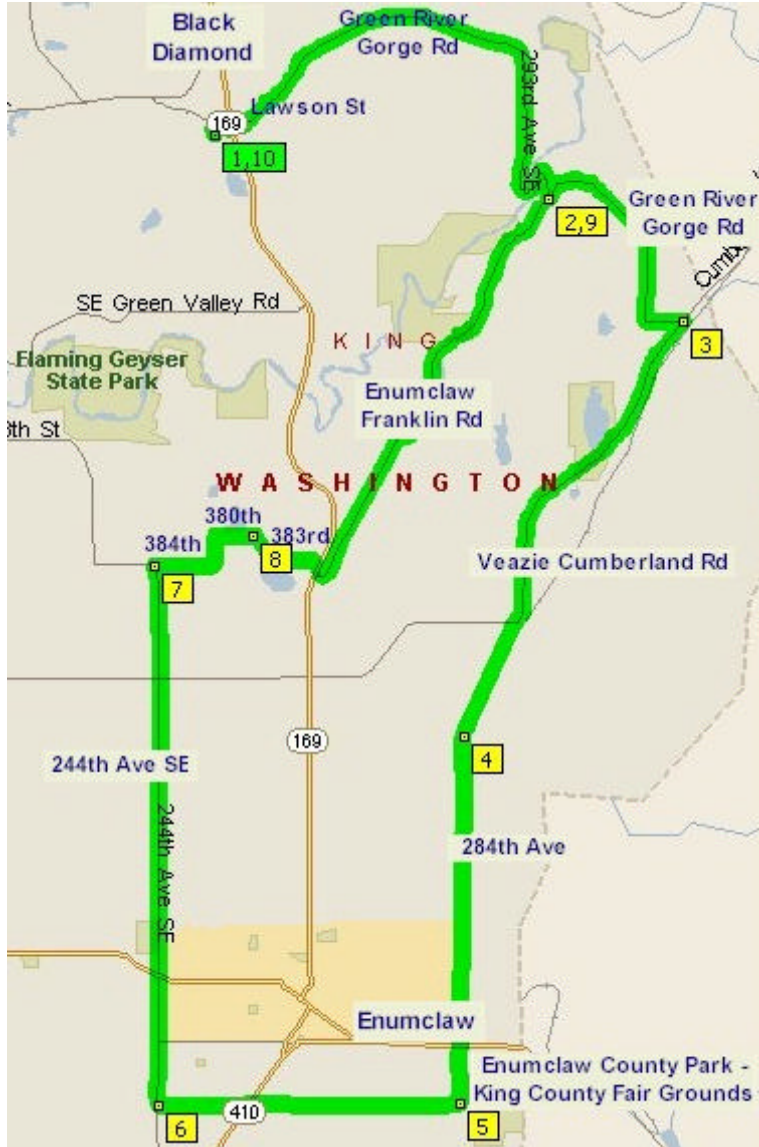 Black
Diamond
Green River
Gorge Rd
293rd Ave SE
Lawson St
169
1,10
2,9
Green River
Gorge Rd
SE Green Valley Rd
3
KING
Flaming Geyser
State Park
Enumclaw
Franklin Rd
8th St
WASHINGTON
380th
384th
383rd
8
7
Veazie Cumberland Rd
169
4
244th Ave SE
284th Ave
244th Ave SE
Enumclaw
Enumclaw County Park -
King County Fair Grounds
6
410
5